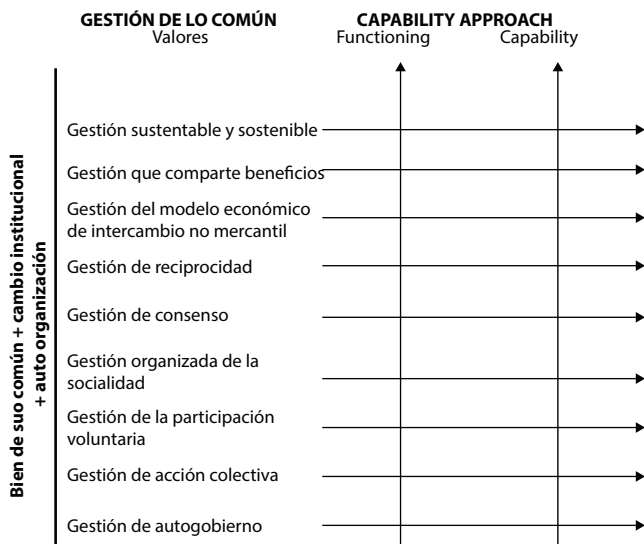 GESTIÓN DE LO COMÚN
Valores
CAPABILITY APPROACH
Functioning
Capability
Bien de suo común + cambio institucional
+ auto organización
Gestión sustentable y sostenible
Gestión que comparte beneficios
Gestión del modelo económico
de intercambio no mercantil
Gestión de reciprocidad
Gestión de consenso
Gestión organizada de la
socialidad
Gestión de la participación
voluntaria
Gestión de acción colectiva
Gestión de autogobierno